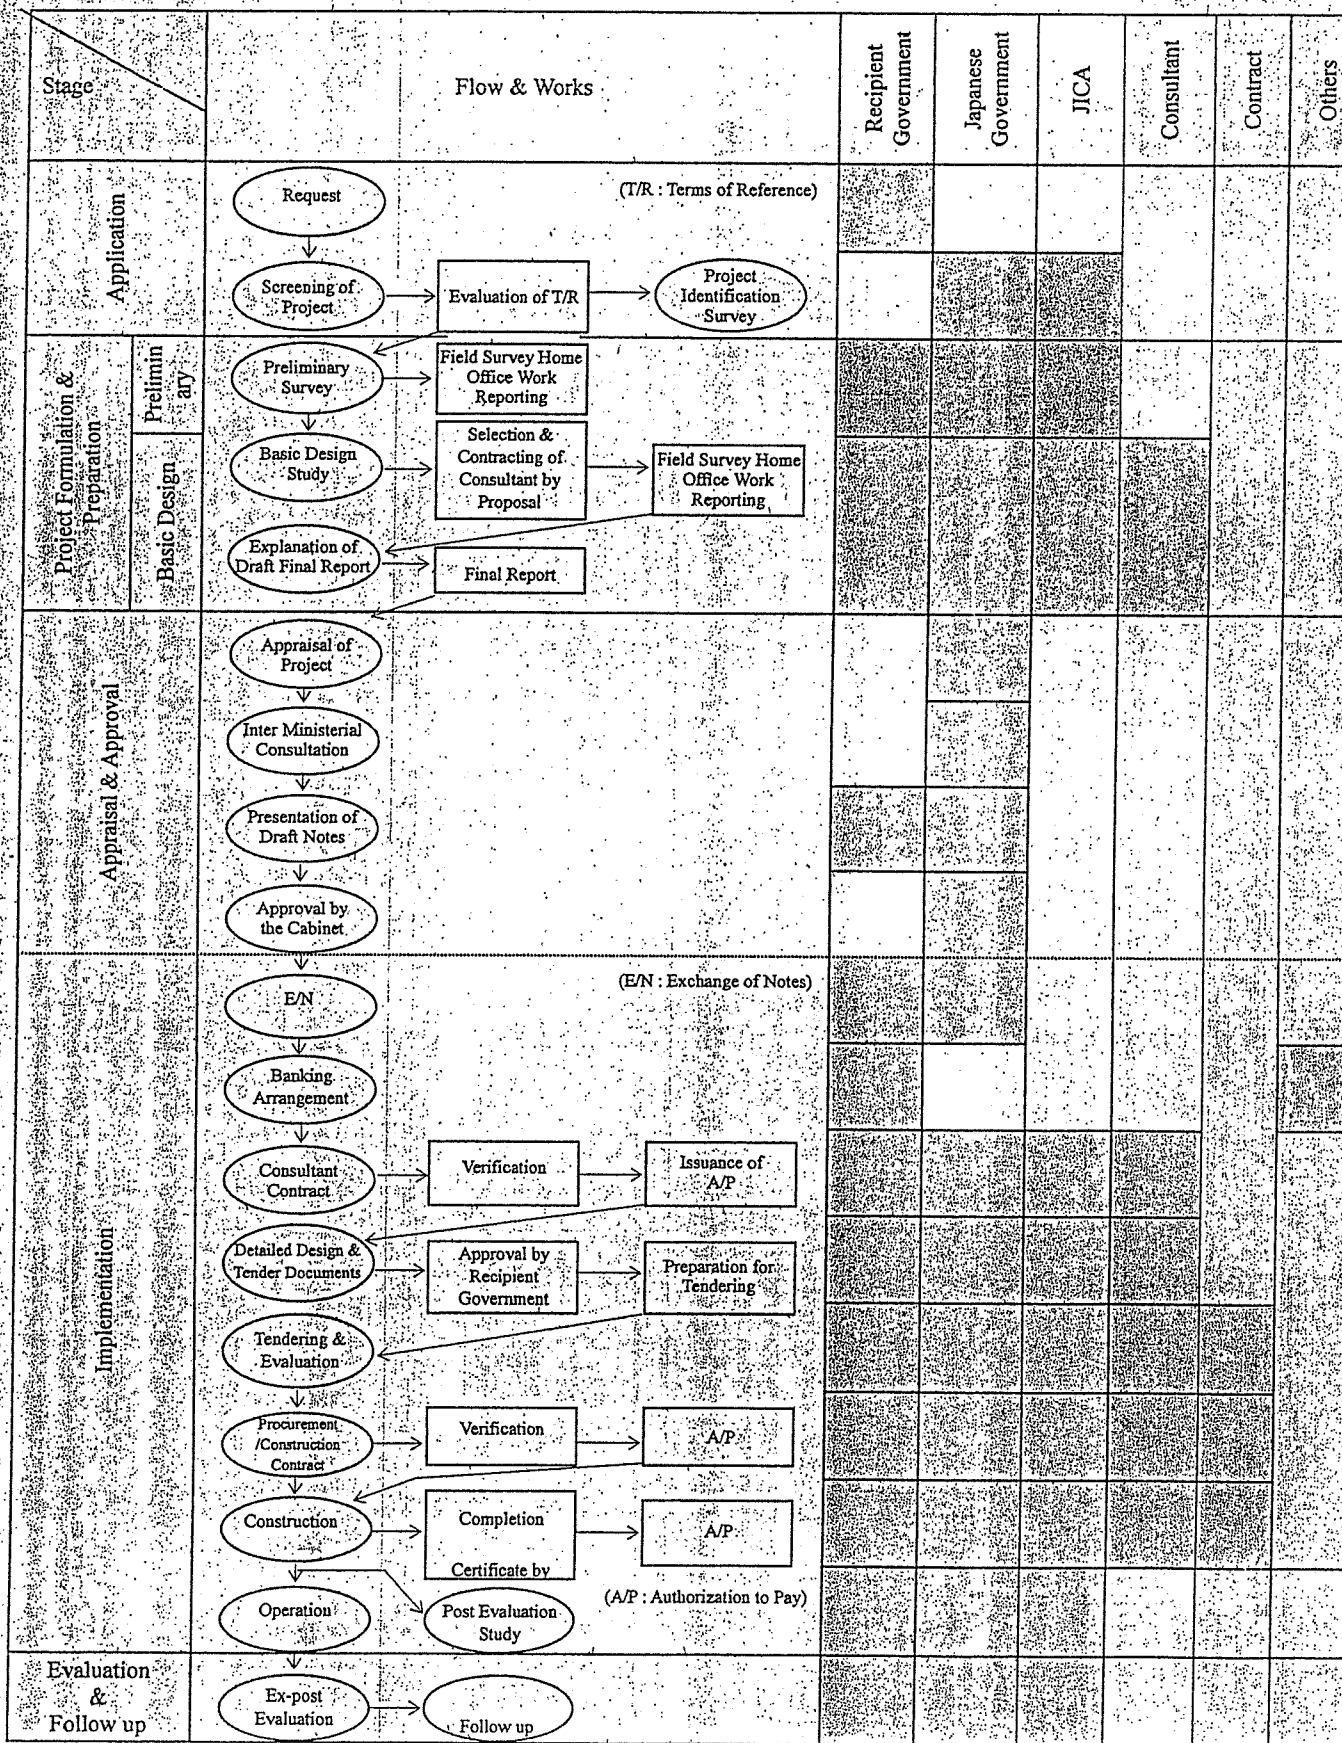 Stage
Flow & Works
Recipient
Government
Japanese
Government
JICA
Consultant
Contract
Others
Application
Request
(T/R : Terms of Reference)
Screening of
Project
Evaluation of T/R
Project
Identification
Survey
Project Formulation &
Preparation
Prelimin
ary
Preliminary
Survey
Field Survey Home
Office Work
Reporting
Basic Design
Basic Design
Study
Selection &
Contracting of
Consultant by
Proposal
Field Survey Home
Office Work
Reporting
Explanation of
Draft Final Report
Final Report
Appraisal & Approval
Appraisal of
Project
Inter Ministerial
Consultation
Presentation of
Draft Notes
Approval by
the Cabinet
Implementation
E/N
(E/N : Exchange of Notes)
Banking
Arrangement
Consultant
Contract
Verification
Issuance of
A/P
Detailed Design &
Tender Documents
Approval by
Recipient
Government
Preparation for
Tendering
Tendering &
Evaluation
Procurement
/Construction
Contract
Verification
A/P
Construction
Completion
Certificate by
A/P
(A/P : Authorization to Pay)
Operation
Post Evaluation
Study
Evaluation
&
Follow up
Ex-post
Evaluation
Follow up